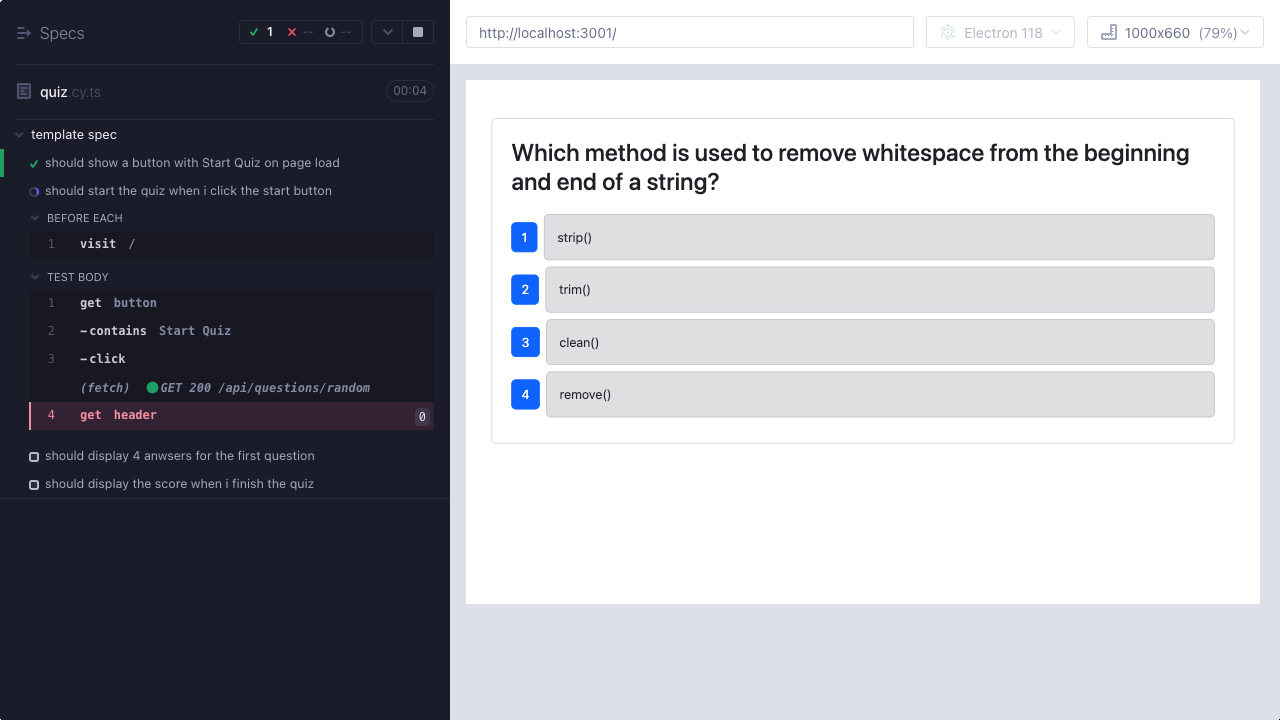 Specs
1 -- --
quiz.cy.ts
00:04
template spec
should show a button with Start Quiz on page load
should start the quiz when i click the start button
BEFORE EACH
1 visit /
TEST BODY
1 get button
2 -contains Start Quiz
3 -click
(fetch) GET 200 /api/questions/random
4 get header 0
should display 4 anwsers for the first question
should display the score when i finish the quiz
http://localhost:3001/
Electron 118
1000x660 (79%)
Which method is used to remove whitespace from the beginning
and end of a string?
1 strip()
2 trim()
3 clean()
4 remove()